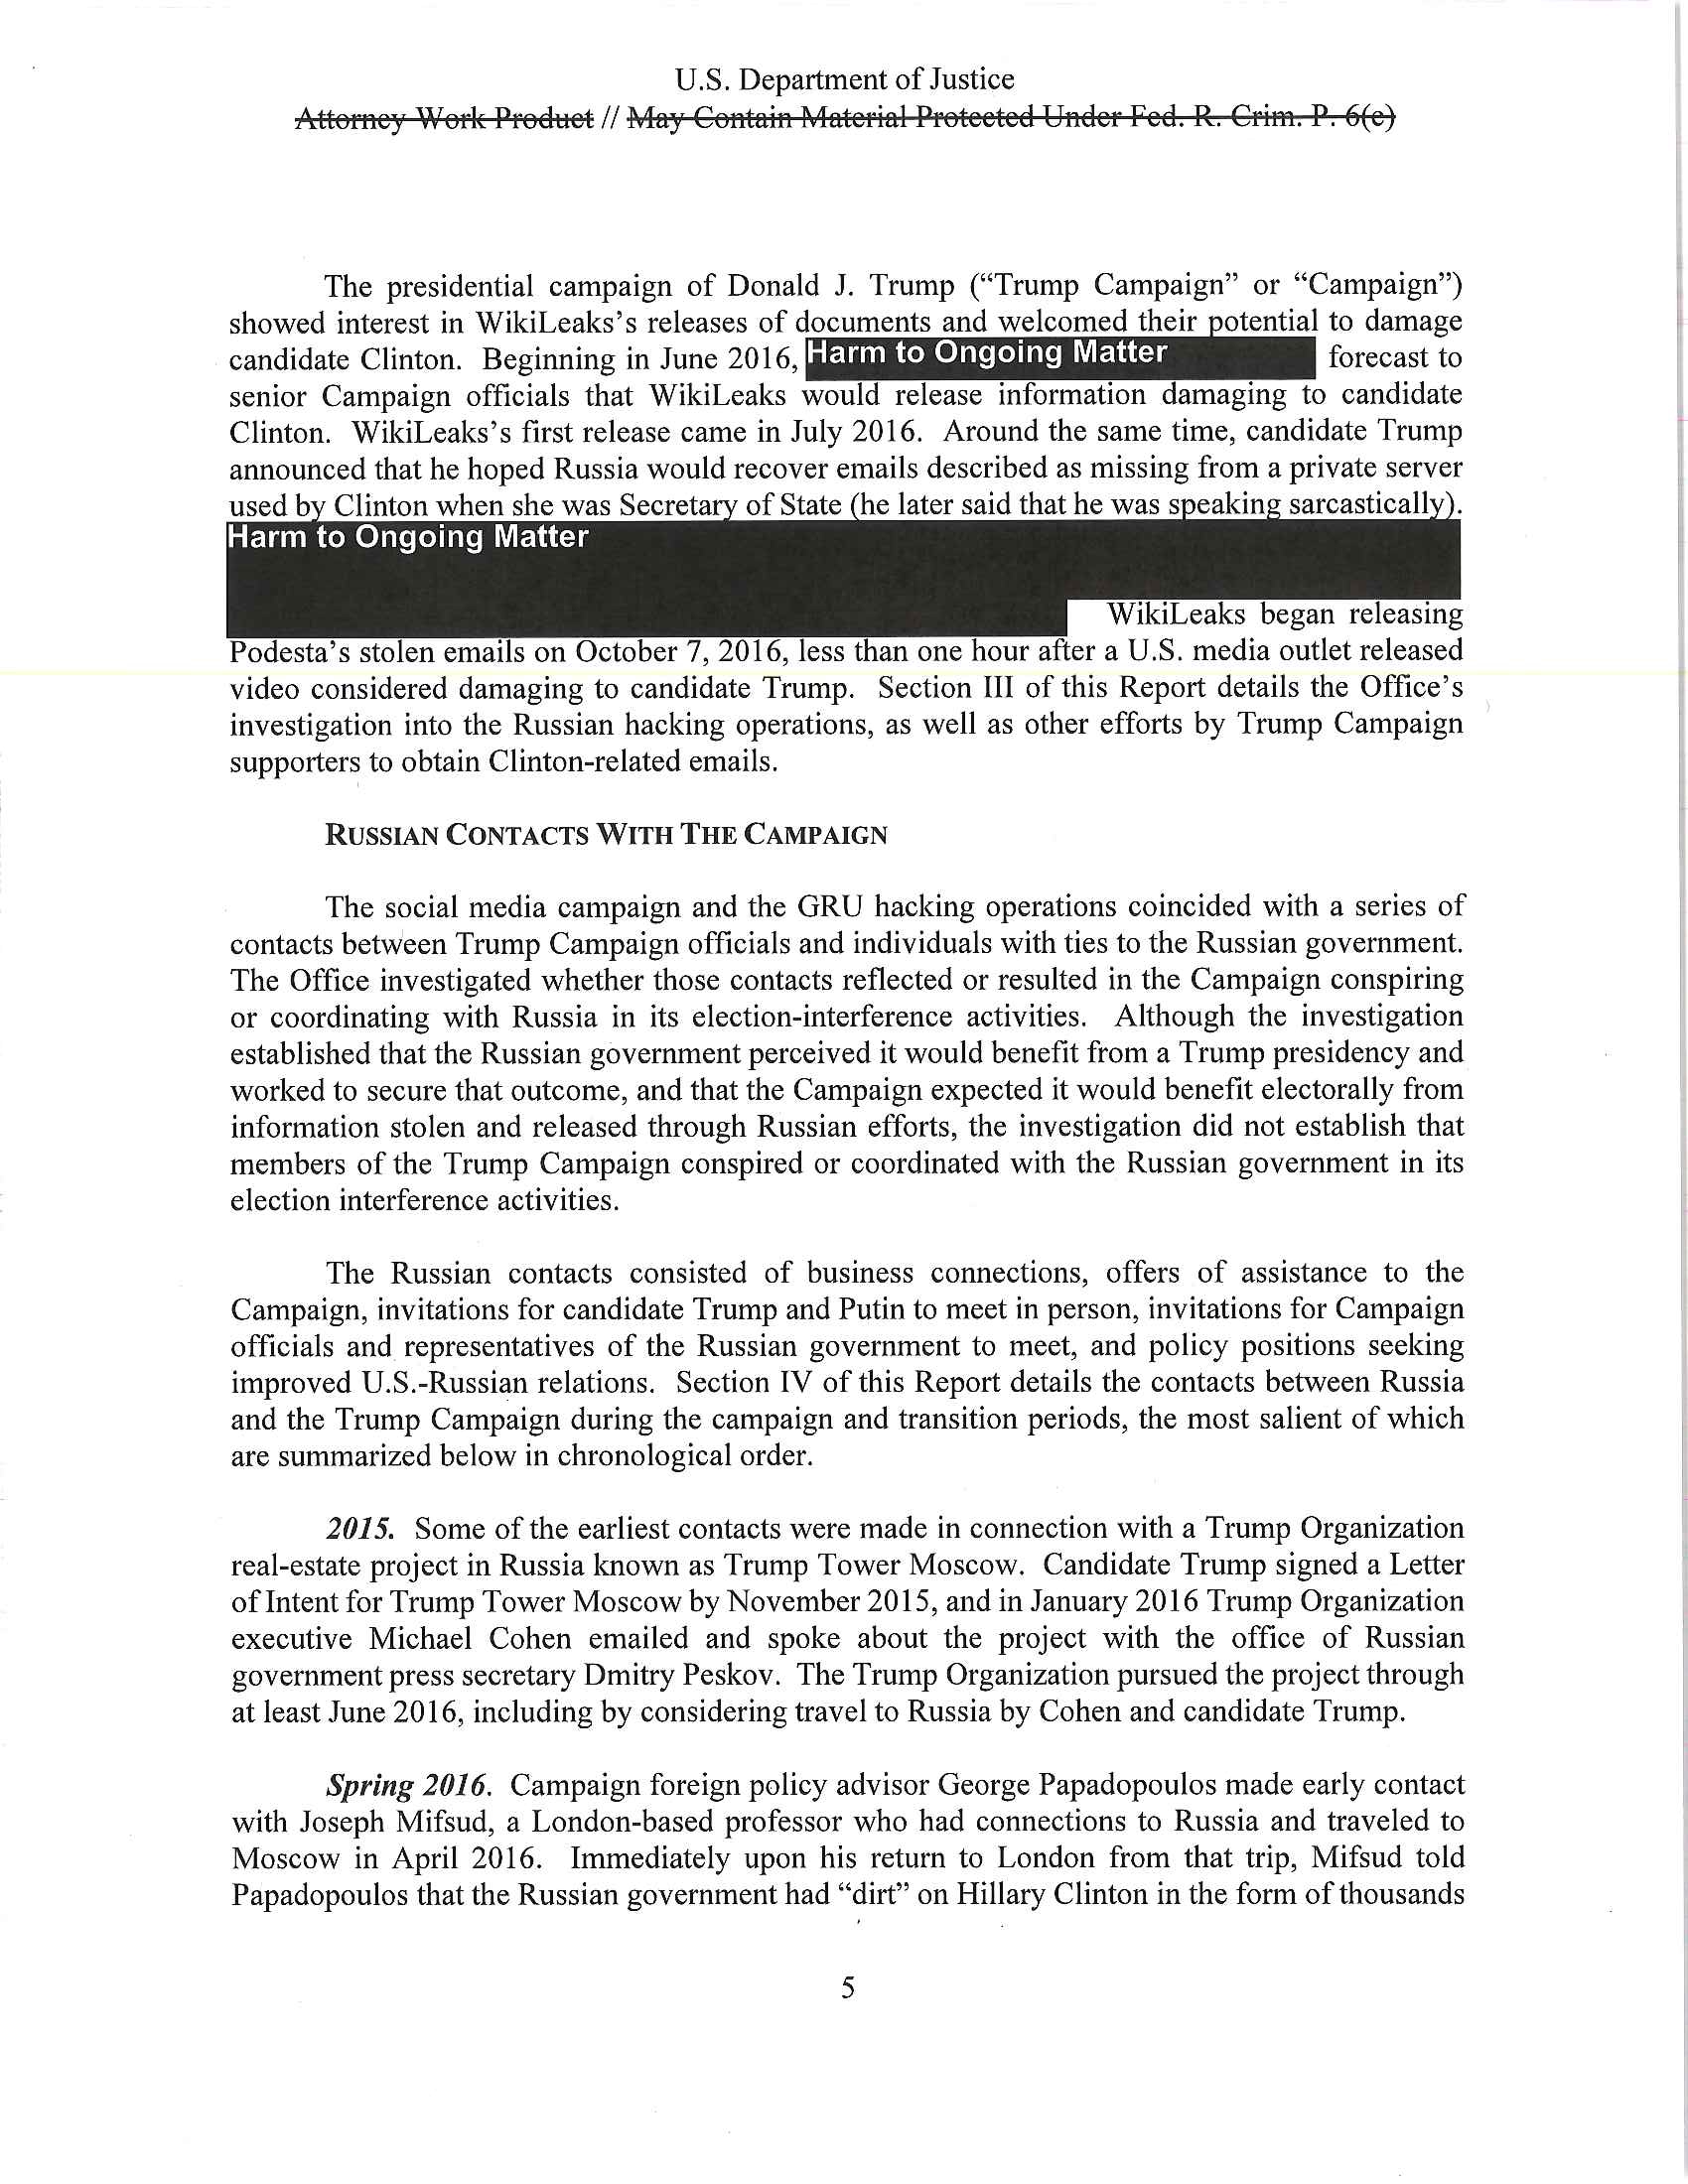 U.S. Department of Justice
Attorney Work Product // May Contain Material Protected Under Fed. R. Crim. P. 6(e)
The presidential campaign of Donald J. Trump (“Trump Campaign” or “Campaign”)
showed interest in WikiLeaks’s releases of documents and welcomed their potential to damage
candidate Clinton. Beginning in June 2016, Harm to Ongoing Matter forecast to
senior Campaign officials that WikiLeaks would release information damaging to candidate
Clinton. WikiLeaks’s first release came in July 2016. Around the same time, candidate Trump
announced that he hoped Russia would recover emails described as missing from a private server
used by Clinton when she was Secretary of State (he later said that he was speaking sarcastically).
Harm to Ongoing Matter
WikiLeaks began releasing
Podesta’s stolen emails on October 7, 2016, less than one hour after a U.S. media outlet released
video considered damaging to candidate Trump. Section III of this Report details the Office’s
investigation into the Russian hacking operations, as well as other efforts by Trump Campaign
supporters to obtain Clinton-related emails.
RUSSIAN CONTACTS WITH THE CAMPAIGN
The social media campaign and the GRU hacking operations coincided with a series of
contacts between Trump Campaign officials and individuals with ties to the Russian government.
The Office investigated whether those contacts reflected or resulted in the Campaign conspiring
or coordinating with Russia in its election-interference activities. Although the investigation
established that the Russian government perceived it would benefit from a Trump presidency and
worked to secure that outcome, and that the Campaign expected it would benefit electorally from
information stolen and released through Russian efforts, the investigation did not establish that
members of the Trump Campaign conspired or coordinated with the Russian government in its
election interference activities.
The Russian contacts consisted of business connections, offers of assistance to the
Campaign, invitations for candidate Trump and Putin to meet in person, invitations for Campaign
officials and representatives of the Russian government to meet, and policy positions seeking
improved U.S.-Russian relations. Section IV of this Report details the contacts between Russia
and the Trump Campaign during the campaign and transition periods, the most salient of which
are summarized below in chronological order.
2015. Some of the earliest contacts were made in connection with a Trump Organization
real-estate project in Russia known as Trump Tower Moscow. Candidate Trump signed a Letter
of Intent for Trump Tower Moscow by November 2015, and in January 2016 Trump Organization
executive Michael Cohen emailed and spoke about the project with the office of Russian
government press secretary Dmitry Peskov. The Trump Organization pursued the project through
at least June 2016, including by considering travel to Russia by Cohen and candidate Trump.
Spring 2016. Campaign foreign policy advisor George Papadopoulos made early contact
with Joseph Mifsud, a London-based professor who had connections to Russia and traveled to
Moscow in April 2016. Immediately upon his return to London from that trip, Mifsud told
Papadopoulos that the Russian government had “dirt” on Hillary Clinton in the form of thousands
5